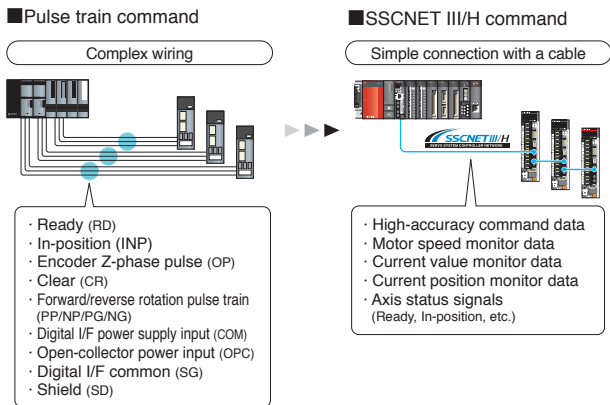 ■Pulse train command
Complex wiring
· Ready (RD)
· In-position (INP)
· Encoder Z-phase pulse (OP)
· Clear (CR)
· Forward/reverse rotation pulse train
(PP/NP/PG/NG)
· Digital I/F power supply input (COM)
· Open-collector power input (OPC)
· Digital I/F common (SG)
· Shield (SD)
■SSCNET III/H command
Simple connection with a cable
SSCNETIII/H
SERVO SYSTEM CONTROLLER NETWORK
· High-accuracy command data
· Motor speed monitor data
· Current value monitor data
· Current position monitor data
· Axis status signals
(Ready, In-position, etc.)